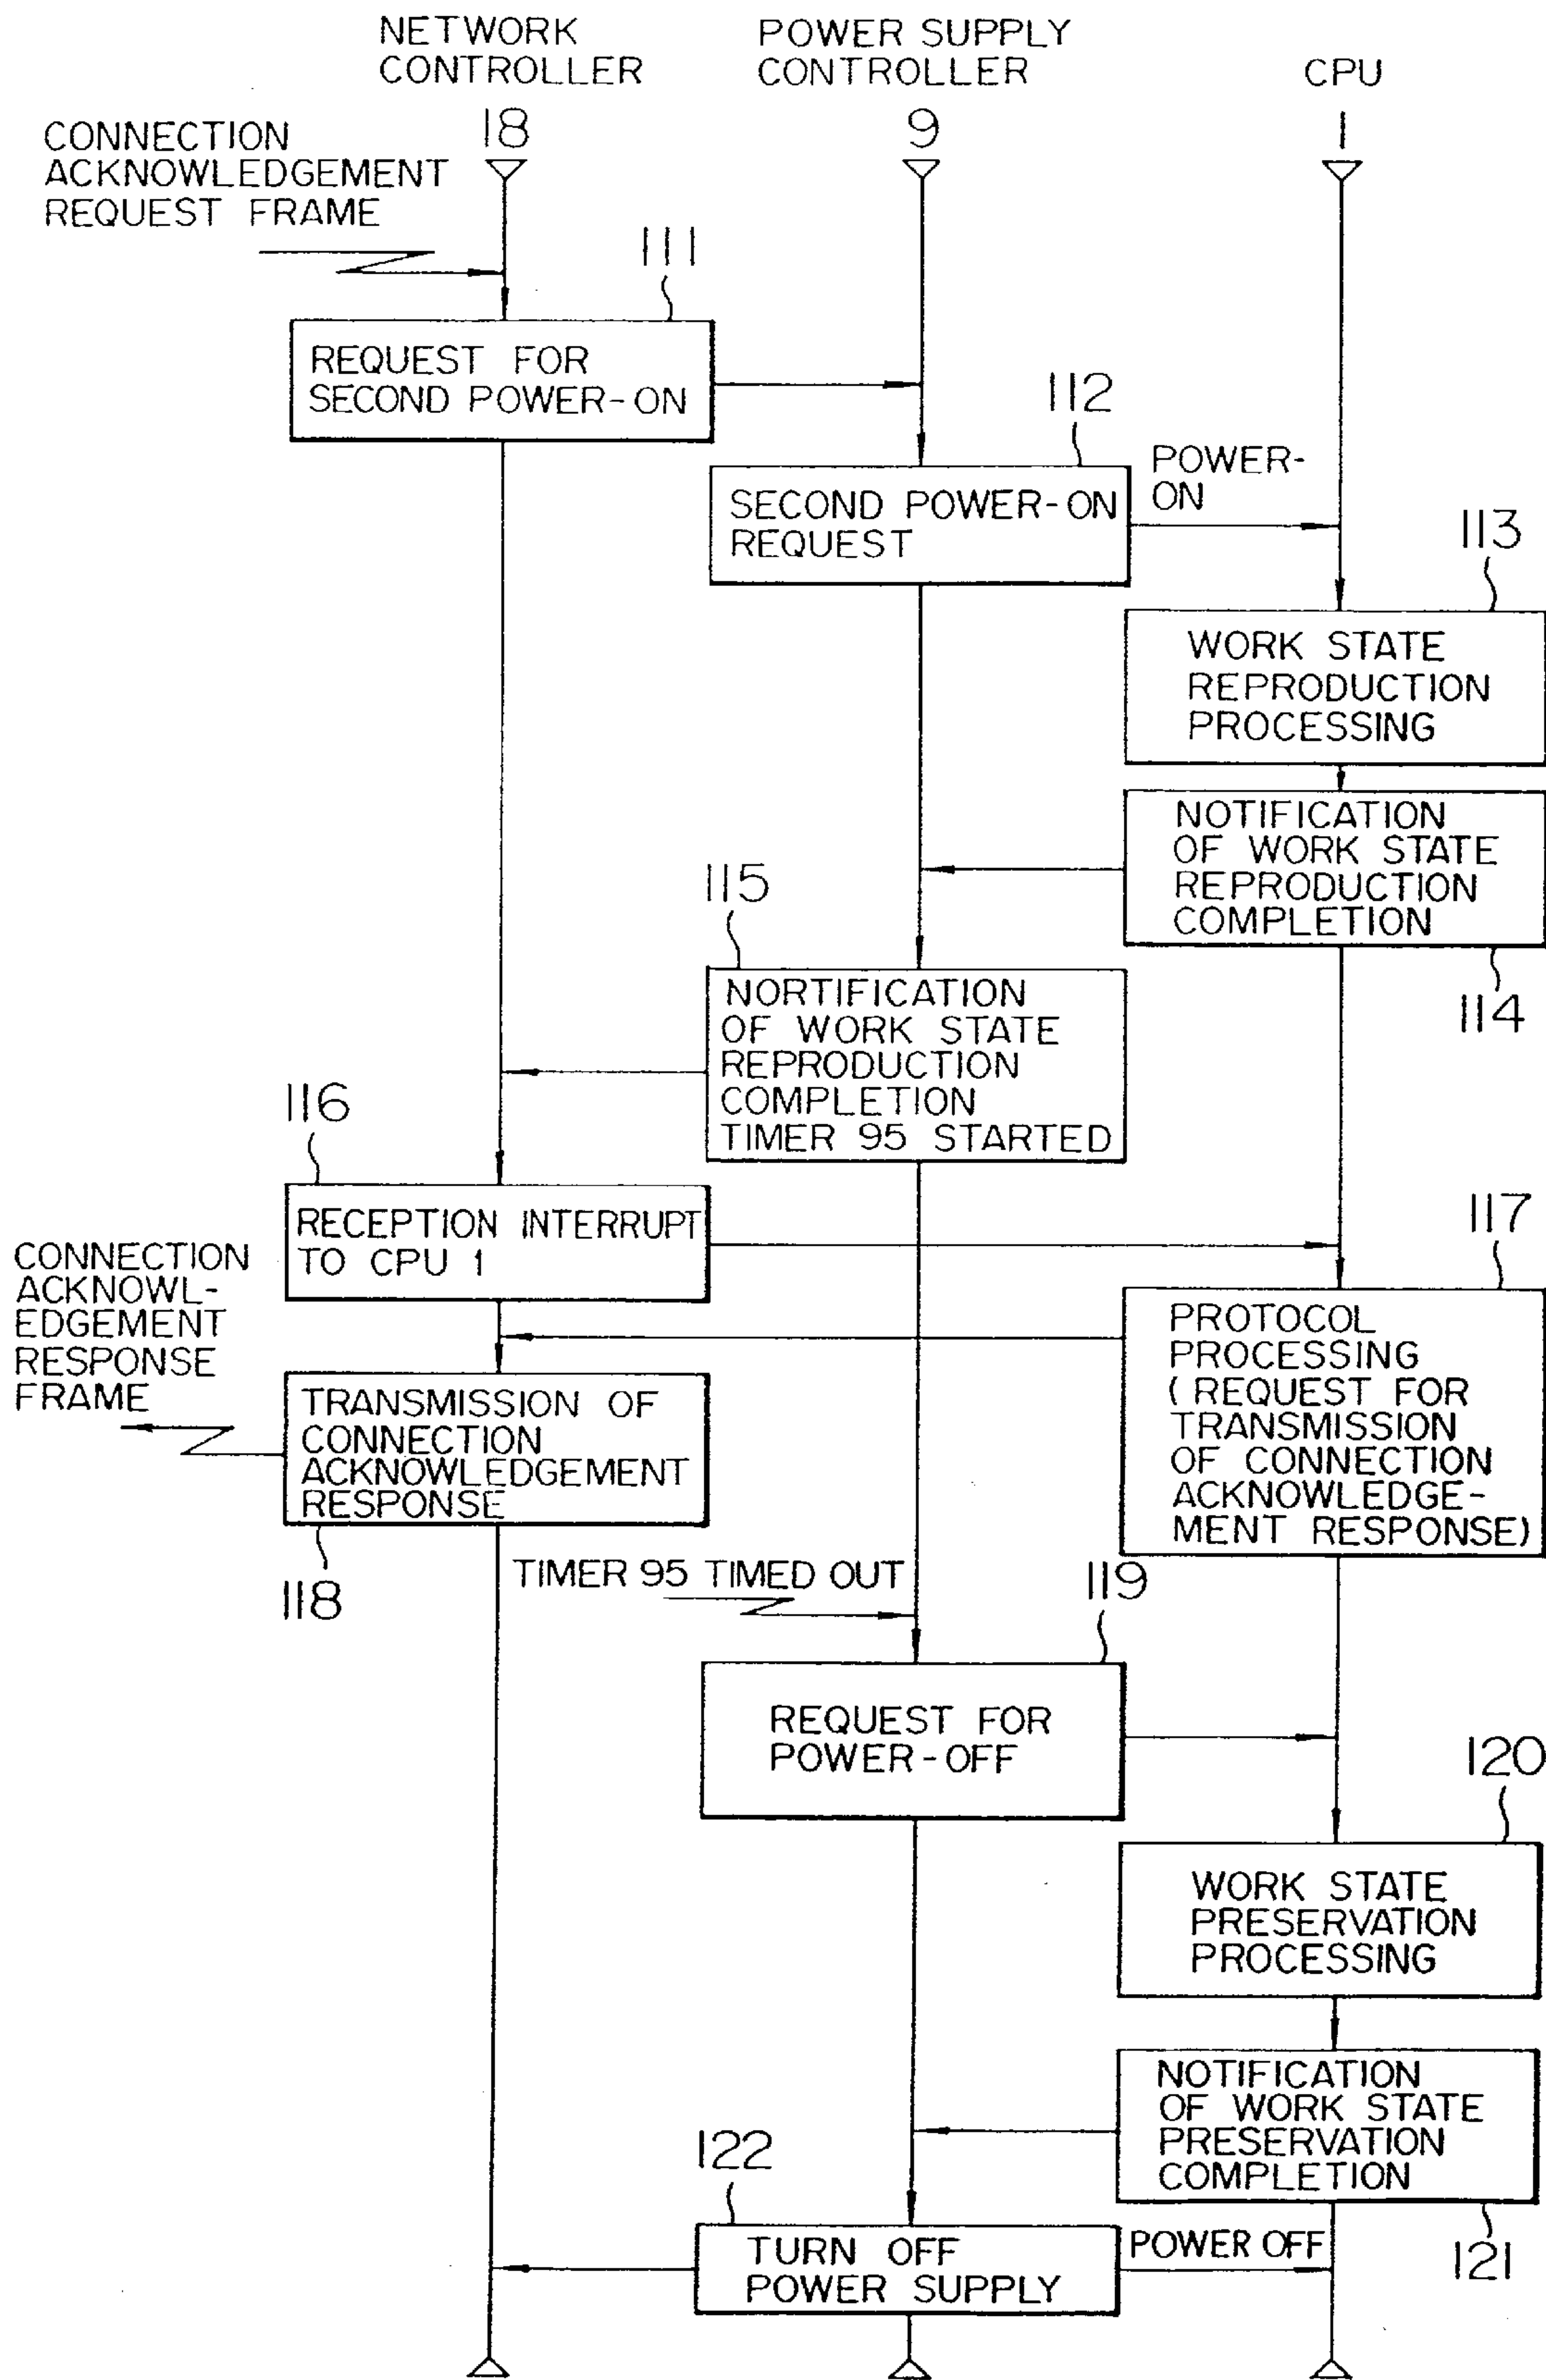 NETWORK
CONTROLLER
18
POWER SUPPLY
CONTROLLER
9
CPU
1
CONNECTION
ACKNOWLEDGEMENT
REQUEST FRAME
111
REQUEST FOR
SECOND POWER-ON
112
SECOND POWER-ON
REQUEST
POWER-
ON
113
WORK STATE
REPRODUCTION
PROCESSING
NOTIFICATION
OF WORK STATE
REPRODUCTION
COMPLETION
114
115
NORTIFICATION
OF WORK STATE
REPRODUCTION
COMPLETION
TIMER 95 STARTED
116
RECEPTION INTERRUPT
TO CPU 1
117
PROTOCOL
PROCESSING
(REQUEST FOR
TRANSMISSION
OF CONNECTION
ACKNOWLEDGE-
MENT RESPONSE)
CONNECTION
ACKNOWL-
EDGEMENT
RESPONSE
FRAME
TRANSMISSION OF
CONNECTION
ACKNOWLEDGEMENT
RESPONSE
118
TIMER 95 TIMED OUT
119
REQUEST FOR
POWER-OFF
120
WORK STATE
PRESERVATION
PROCESSING
NOTIFICATION
OF WORK STATE
PRESERVATION
COMPLETION
121
122
TURN OFF
POWER SUPPLY
POWER OFF